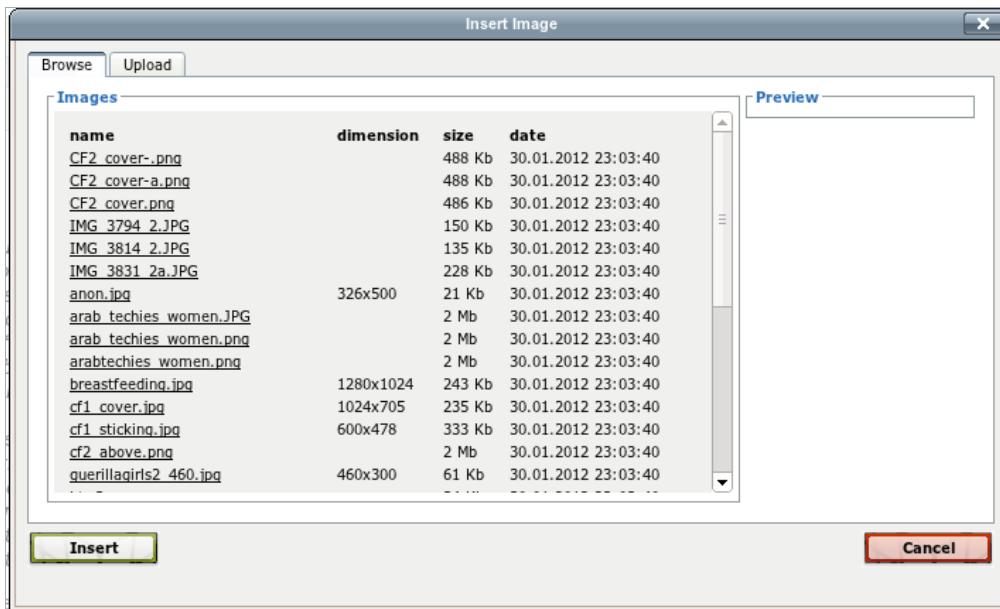 Insert Image
Browse Upload
Images Preview
name dimension size date
CF2_cover-.png 488 Kb 30.01.2012 23:03:40
CF2_cover-a.png 488 Kb 30.01.2012 23:03:40
CF2_cover.png 486 Kb 30.01.2012 23:03:40
IMG_3794_2.JPG 150 Kb 30.01.2012 23:03:40
IMG_3814_2.JPG 135 Kb 30.01.2012 23:03:40
IMG_3831_2a.JPG 228 Kb 30.01.2012 23:03:40
anon.jpg 326x500 21 Kb 30.01.2012 23:03:40
arab_techies_women.JPG 2 Mb 30.01.2012 23:03:40
arab_techies_women.png 2 Mb 30.01.2012 23:03:40
arabtechies_women.png 2 Mb 30.01.2012 23:03:40
breastfeeding.jpg 1280x1024 243 Kb 30.01.2012 23:03:40
cf1_cover.jpg 1024x705 235 Kb 30.01.2012 23:03:40
cf1_sticking.jpg 600x478 333 Kb 30.01.2012 23:03:40
cf2_above.png 2 Mb 30.01.2012 23:03:40
guerillagirls2_460.jpg 460x300 61 Kb 30.01.2012 23:03:40
Insert Cancel